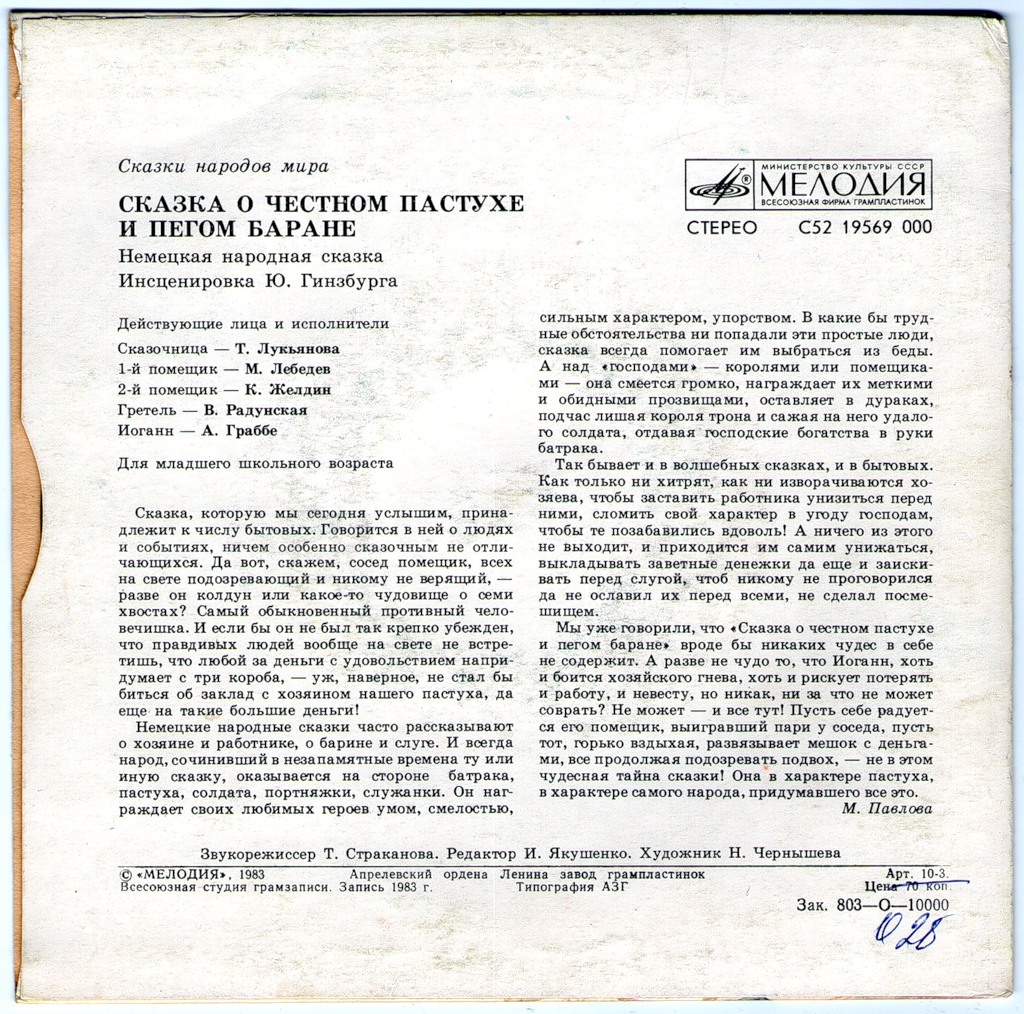 Сказки народов мира
СКАЗКА О ЧЕСТНОМ ПАСТУХЕ
И ПЕГОМ БАРАНЕ
Немецкая народная сказка
Инсценировка Ю. Гинзбурга
МИНИСТЕРСТВО КУЛЬТУРЫ СССР
®
МЕЛОДИЯ
ВСЕСОЮЗНАЯ ФИРМА ГРАМПЛАСТИНОК
СТЕРЕО С52 19569 000
Действующие лица и исполнители
Сказочница — Т. Лукьянова
1-й помещик — М. Лебедев
2-й помещик — К. Желдин
Гретель — В. Радунская
Иоганн — А. Граббе
Для младшего школьного возраста
Сказка, которую мы сегодня услышим, прина-
длежит к числу бытовых. Говорится в ней о людях
и событиях, ничем особенно сказочным не отли-
чающихся. Да вот, скажем, сосед помещик, всех
на свете подозревающий и никому не верящий, —
разве он колдун или какое-то чудовище о семи
хвостах? Самый обыкновенный противный чело-
вечишка. И если бы он не был так крепко убежден,
что правдивых людей вообще на свете не встре-
тишь, что любой за деньги с удовольствием напри-
думает с три короба, — уж, наверное, не стал бы
биться об заклад с хозяином нашего пастуха, да
еще на такие большие деньги!
Немецкие народные сказки часто рассказывают
о хозяине и работнике, о барине и слуге. И всегда
народ, сочинивший в незапамятные времена ту или
иную сказку, оказывается на стороне батрака,
пастуха, солдата, портняжки, служанки. Он наг-
раждает своих любимых героев умом, смелостью,
сильным характером, упорством. В какие бы труд-
ные обстоятельства ни попадали эти простые люди,
сказка всегда помогает им выбраться из беды.
А над «господами» — королями или помещика-
ми — она смеется громко, награждает их меткими
и обидными прозвищами, оставляет в дураках,
подчас лишая короля трона и сажая на него удало-
го солдата, отдавая господские богатства в руки
батрака.
Так бывает и в волшебных сказках, и в бытовых.
Как только ни хитрят, как ни изворачиваются хо-
зяева, чтобы заставить работника унизиться перед
ними, сломить свой характер в угоду господам,
чтобы те позабавились вдоволь! А ничего из этого
не выходит, и приходится им самим унижаться,
выкладывать заветные денежки да еще и заиски-
вать перед слугой, чтоб никому не проговорился
да не ославил их перед всеми, не сделал посме-
шищем.
Мы уже говорили, что «Сказка о честном пастухе
и пегом баране» вроде бы никаких чудес в себе
не содержит. А разве не чудо то, что Иоганн, хоть
и боится хозяйского гнева, хоть и рискует потерять
и работу, и невесту, но никак, ни за что не может
соврать? Не может — и все тут! Пусть себе радует-
ся его помещик, выигравший пари у соседа, пусть
тот, горько вздыхая, развязывает мешок с деньга-
ми, все продолжая подозревать подвох, — не в этом
чудесная тайна сказки! Она в характере пастуха,
в характере самого народа, придумавшего все это.
М. Павлова
Звукорежиссер Т. Страканова. Редактор И. Якушенко. Художник Н. Чернышева
© «МЕЛОДИЯ», 1983 Апрелевский ордена Ленина завод грампластинок Арт. 10-3.
Всесоюзная студия грамзаписи. Запись 1983 г. Типография АЗГ Цена 70 коп.
Зак. 803—О—10000